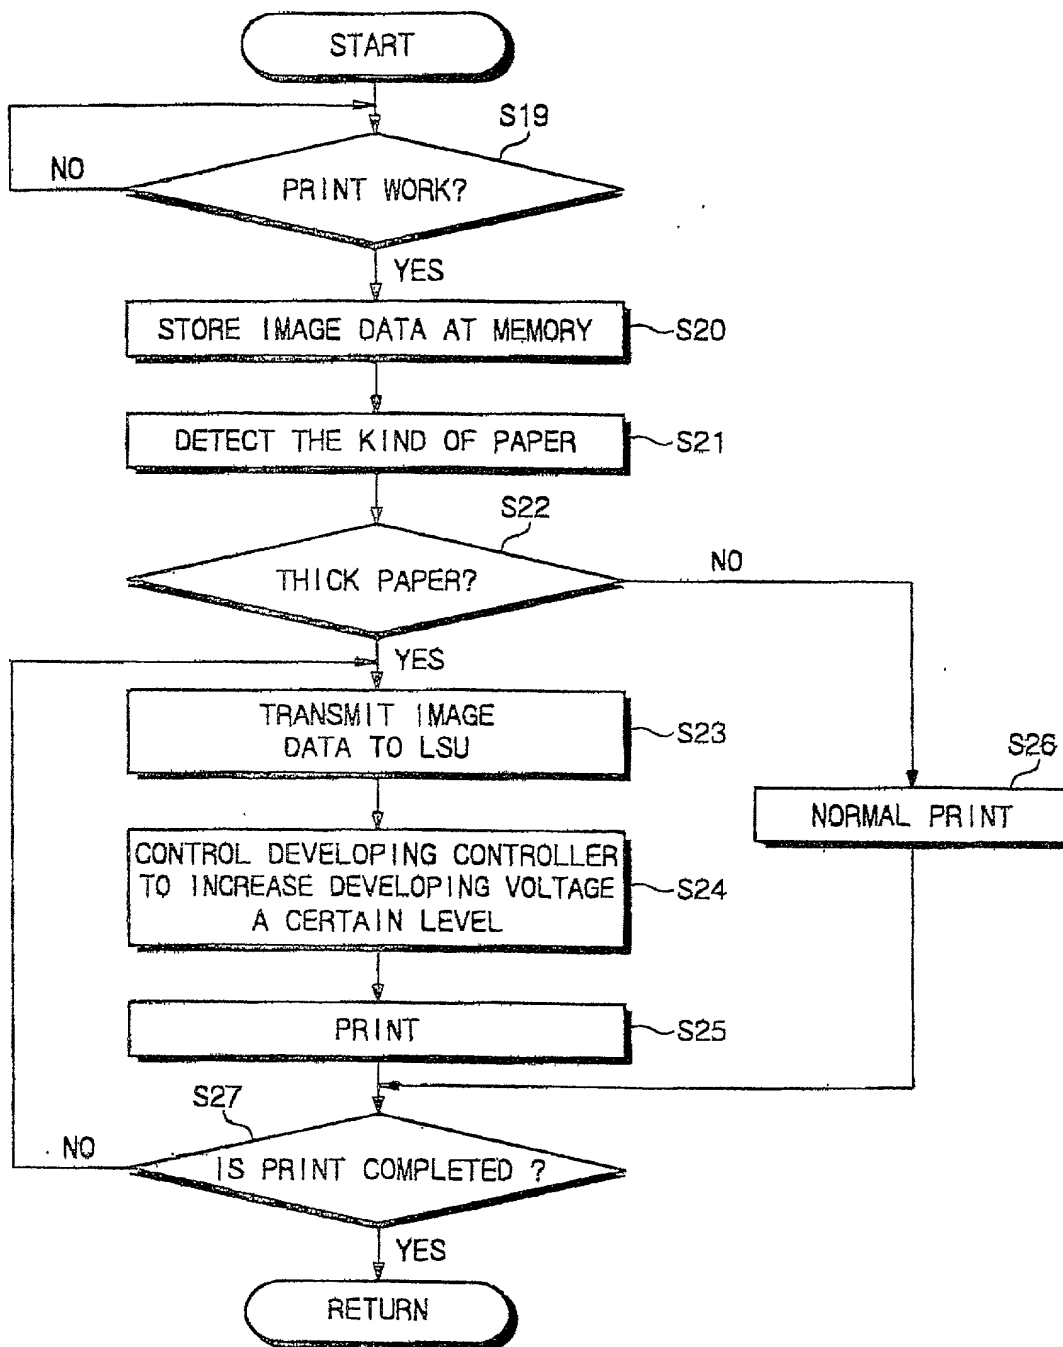 START
S19
NO
PRINT WORK?
YES
STORE IMAGE DATA AT MEMORY
S20
DETECT THE KIND OF PAPER
S21
S22
THICK PAPER?
NO
YES
TRANSMIT IMAGE
DATA TO LSU
S23
S26
NORMAL PRINT
CONTROL DEVELOPING CONTROLLER
TO INCREASE DEVELOPING VOLTAGE
A CERTAIN LEVEL
S24
PRINT
S25
S27
NO
IS PRINT COMPLETED ?
YES
RETURN